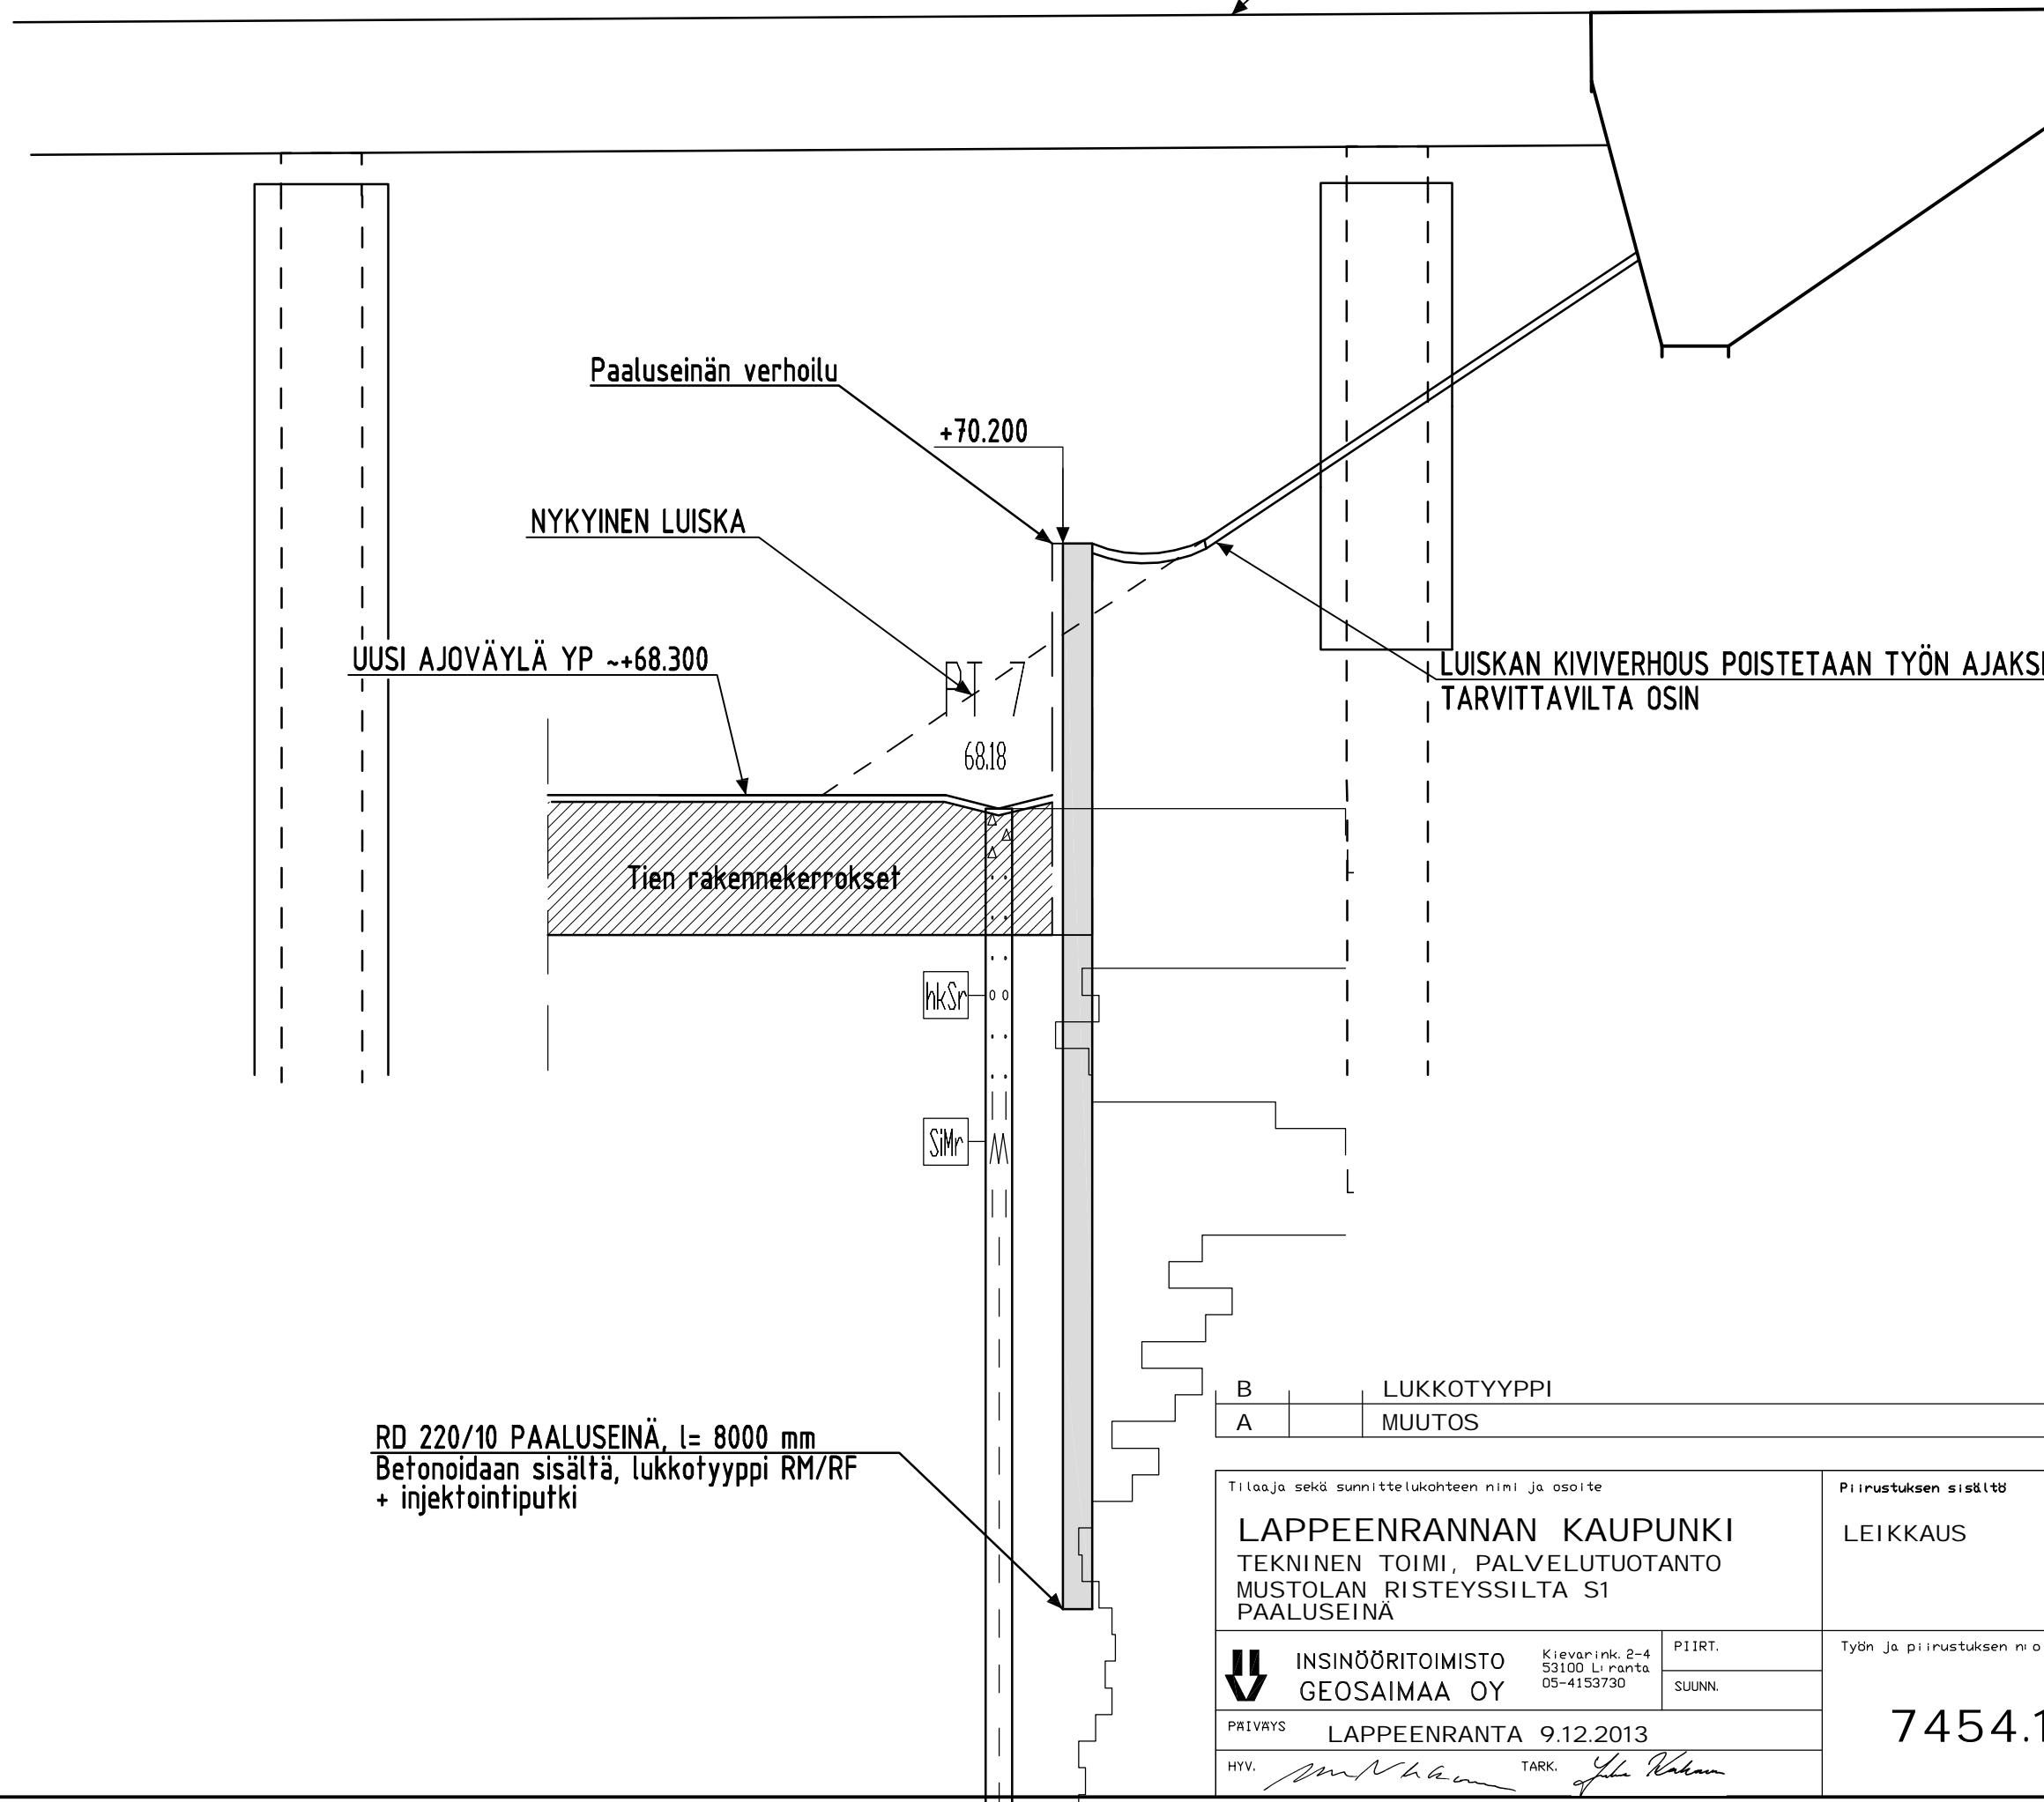 Paaluseinän verhoilu
+70.200
NYKYINEN LUISKA
UUSI AJOVÄYLÄ YP ~+68.300
PT 7
68.18
LUISKAN KIVIVERHOUS POISTETAAN TYÖN AJAKSI
TARVITTAVILTA OSIN
Tien rakennekerrokset
hkSr
SiMr
M
RD 220/10 PAALUSEINÄ, l= 8000 mm
Betonoidaan sisältä, lukkotyyppi RM/RF
+ injektointiputki
B LUKKOTYYPPI
A MUUTOS
Tilaaja sekä sunnittelukohteen nimi ja osoite
LAPPEENRANNAN KAUPUNKI
TEKNINEN TOIMI, PALVELUTUOTANTO
MUSTOLAN RISTEYSSILTA S1
PAALUSEINÄ
Piirustuksen sisältö
LEIKKAUS
INSINÖÖRITOIMISTO
GEOSAIMAA OY
Kievarink. 2-4
53100 L:ranta
05-4153730
PIIRT.
SUUNN.
Työn ja piirustuksen n:o
7454.1
PÄIVÄYS LAPPEENRANTA 9.12.2013
HYV. TARK.